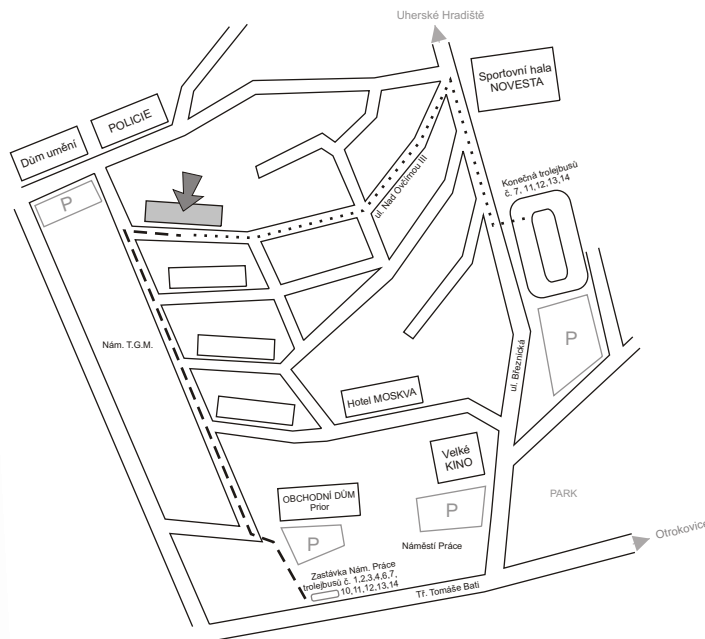 Uherské Hradiště
Sportovní hala
NOVESTA
POLICIE
Dům umění
P
Konečná trolejbusů
č. 7, 11,12,13,14
ul. Nad Ovčírnou III
P
Nám. T.G.M.
ul. Březnická
Hotel MOSKVA
Velké
KINO
OBCHODNÍ DŮM
Prior
P
P
PARK
Náměstí Práce
Otrokovice
Zastávka Nám. Práce
trolejbusů č. 1,2,3,4,6,7,
10,11,12,13,14
Tř. Tomáše Bati